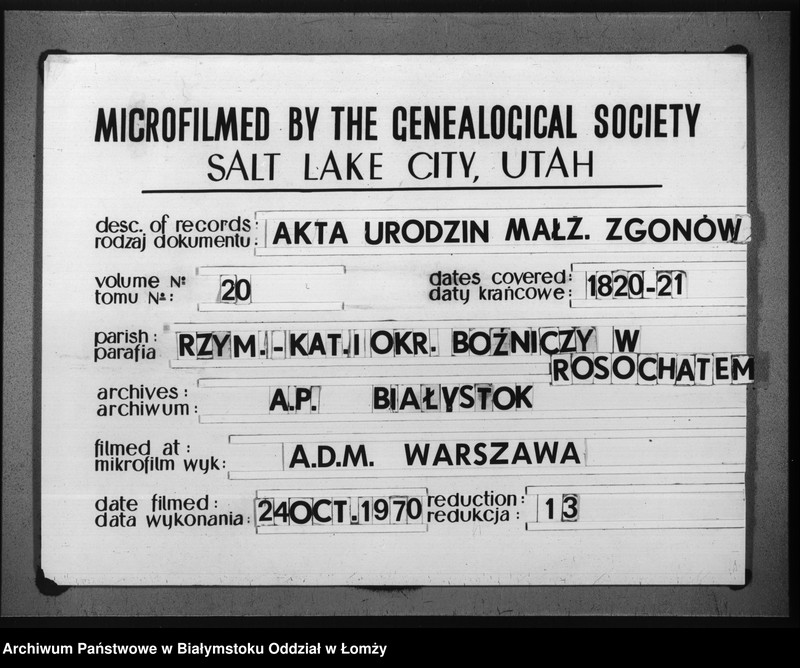 MICROFILMED BY THE GENEALOGICAL SOCIETY
SALT LAKE CITY, UTAH
desc. of records: AKTA URODZIN MAŁŻ. ZGONÓW
rodzaj dokumentu:
volume №: 20 dates covered: 1820-21
tomu №: daty krańcowe:
parish: RZYM.-KAT.I OKR. BOŻNICZY W
parafia ROSOCHATEM
archives: A.P. BIAŁYSTOK
archiwum:
filmed at: A.D.M. WARSZAWA
mikrofilm wyk:
date filmed: 24OCT.1970 reduction: 13
data wykonania: redukcja:
Archiwum Państwowe w Białymstoku Oddział w Łomży